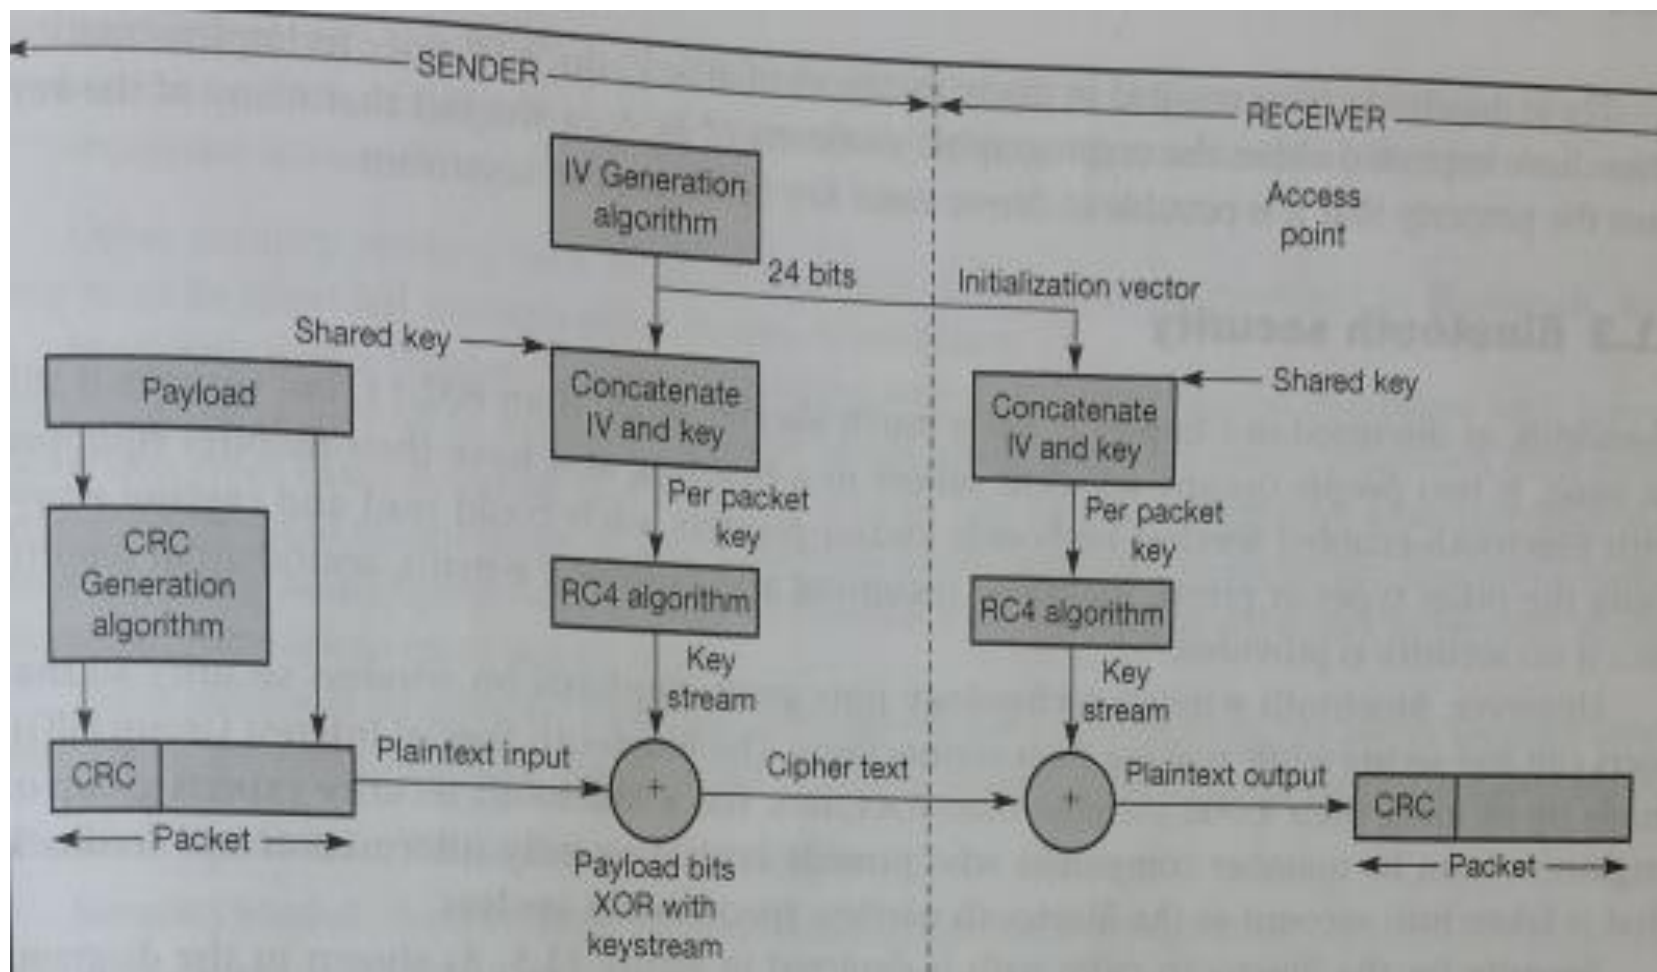 SENDER
RECEIVER
IV Generation
algorithm
Access
point
24 bits
Initialization vector
Shared key
Payload
Concatenate
IV and key
Shared key
Concatenate
IV and key
Per packet
key
Per packet
key
CRC
Generation
algorithm
RC4 algorithm
RC4 algorithm
Key
stream
Key
stream
CRC
Plaintext input
Cipher text
Plaintext output
CRC
Packet
Packet
+
+
Payload bits
XOR with
keystream